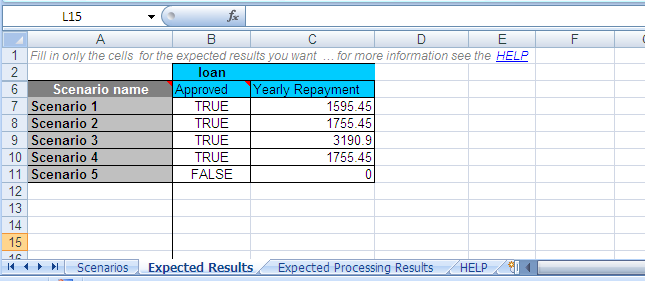 L15 fx
A B C D E F
1 Fill in only the cells for the expected results you want ... for more information see the HELP
2 loan
6 Scenario name Approved Yearly Repayment
7 Scenario 1 TRUE 1595.45
8 Scenario 2 TRUE 1755.45
9 Scenario 3 TRUE 3190.9
10 Scenario 4 TRUE 1755.45
11 Scenario 5 FALSE 0
12
13
14
15
Scenarios Expected Results Expected Processing Results HELP